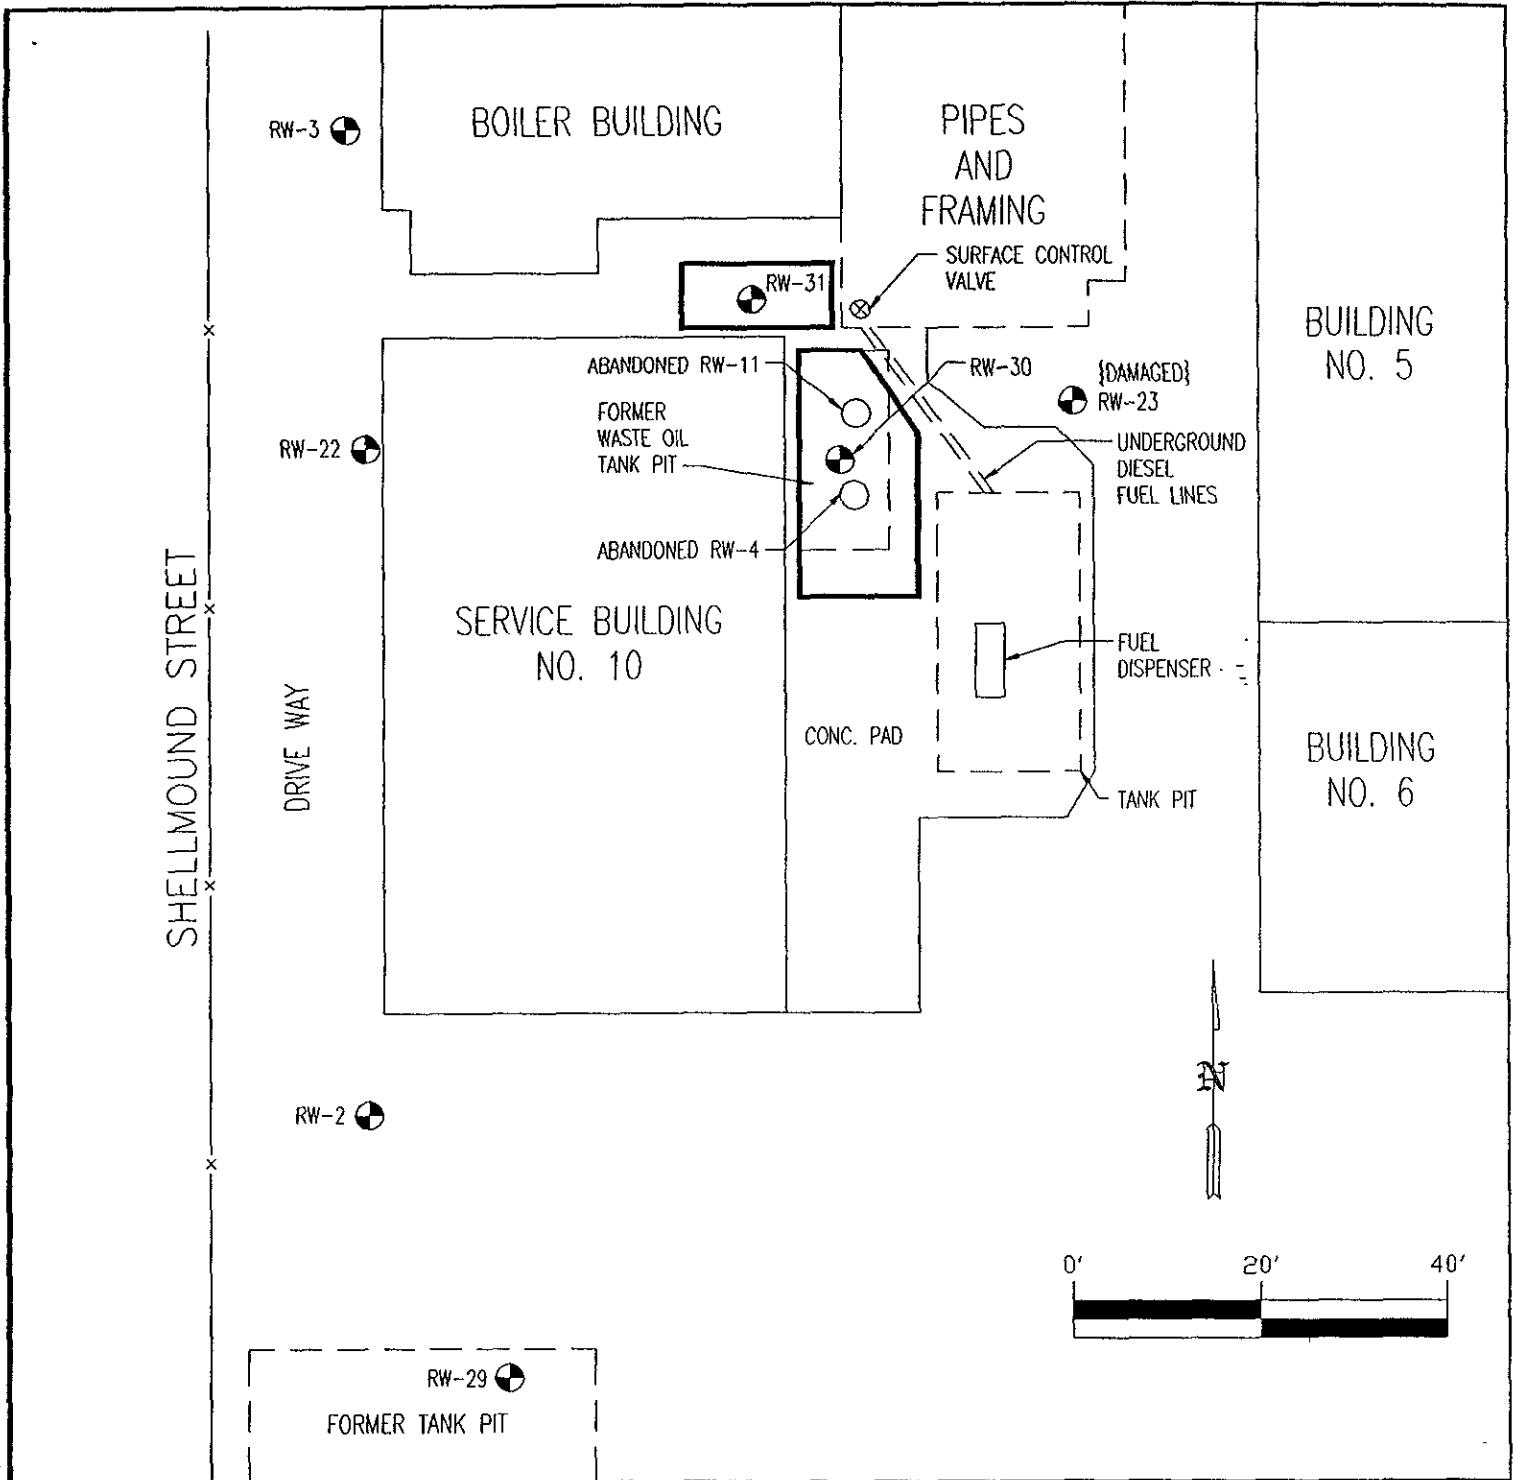 RW-3
BOILER BUILDING
PIPES
AND
FRAMING
SURFACE CONTROL
VALVE
RW-31
BUILDING
NO. 5
ABANDONED RW-11
RW-30
{DAMAGED}
RW-23
FORMER
WASTE OIL
TANK PIT
RW-22
UNDERGROUND
DIESEL
FUEL LINES
ABANDONED RW-4
SHELLMOUND STREET
SERVICE BUILDING
NO. 10
FUEL
DISPENSER
DRIVE WAY
CONC. PAD
BUILDING
NO. 6
TANK PIT
N
RW-2
0' 20' 40'
RW-29
FORMER TANK PIT